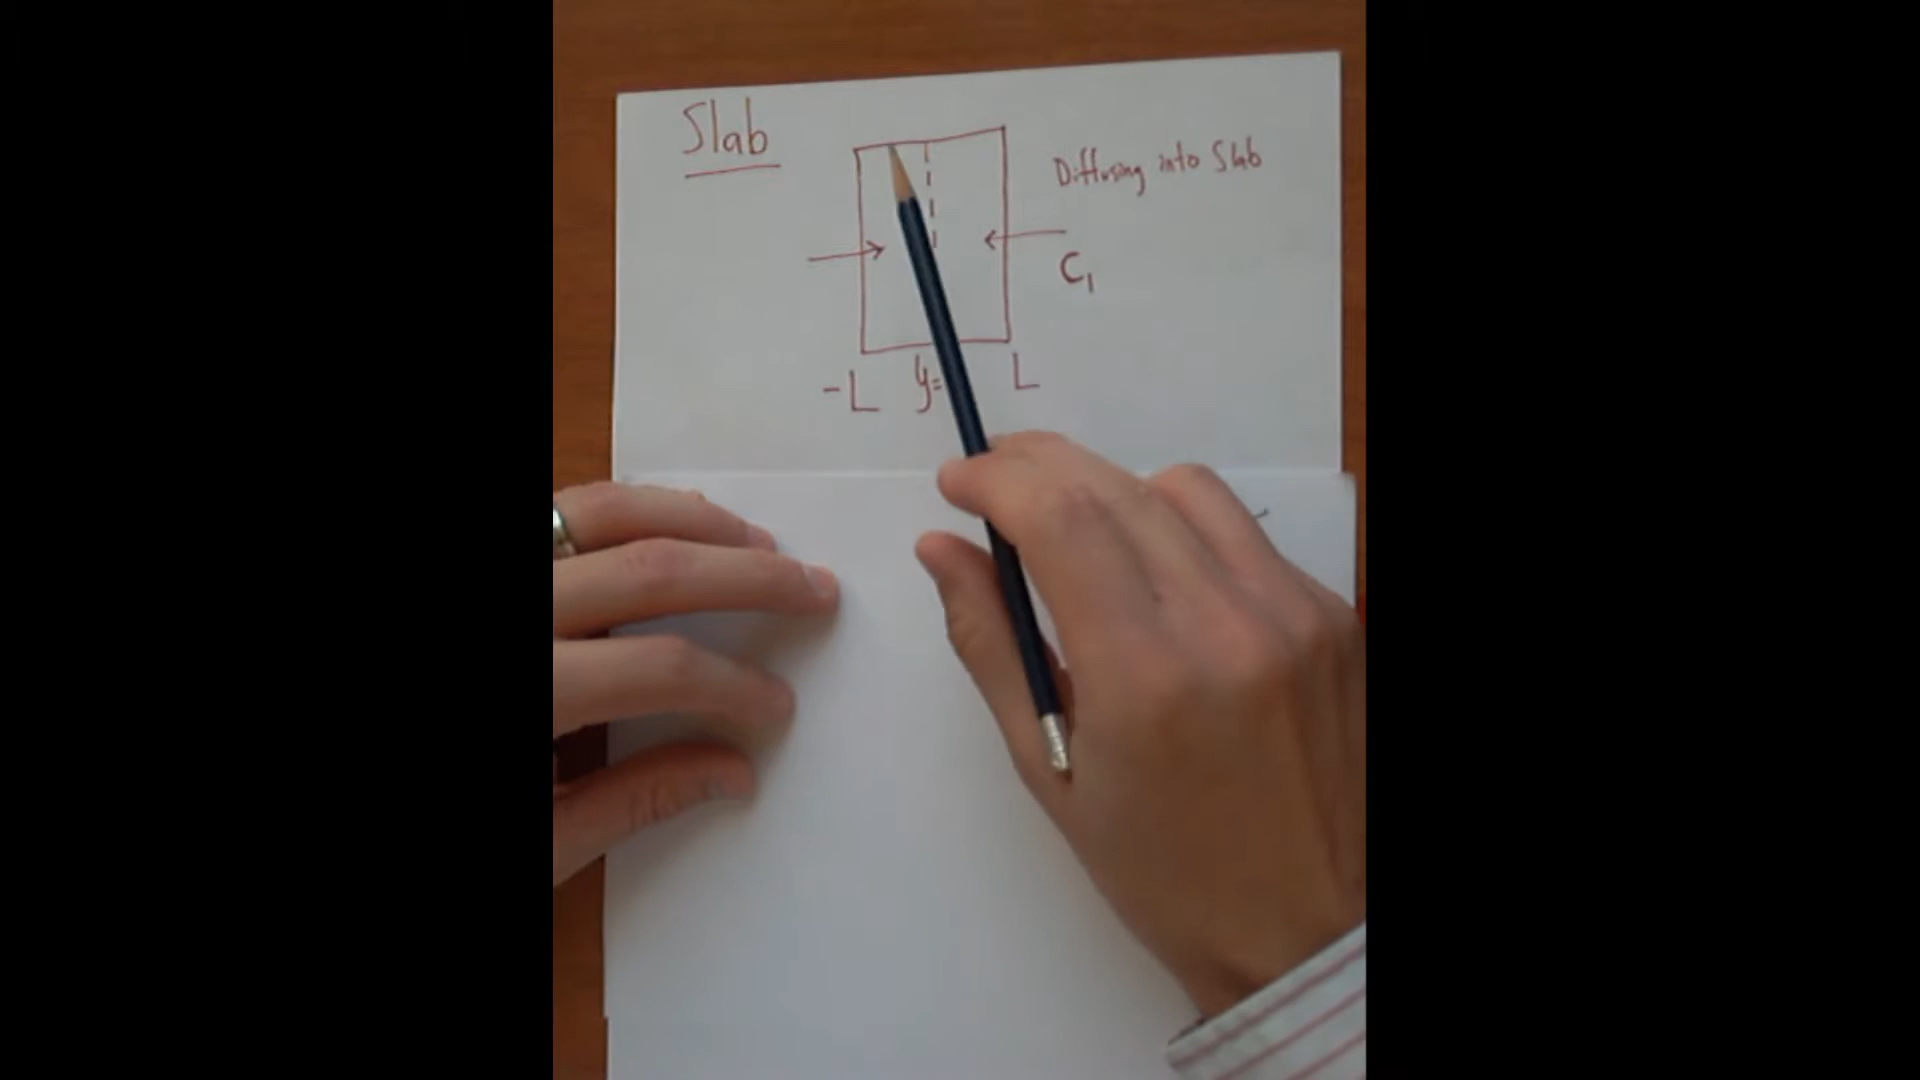 Slab
Diffusing into Slab
C₁
-L y= L